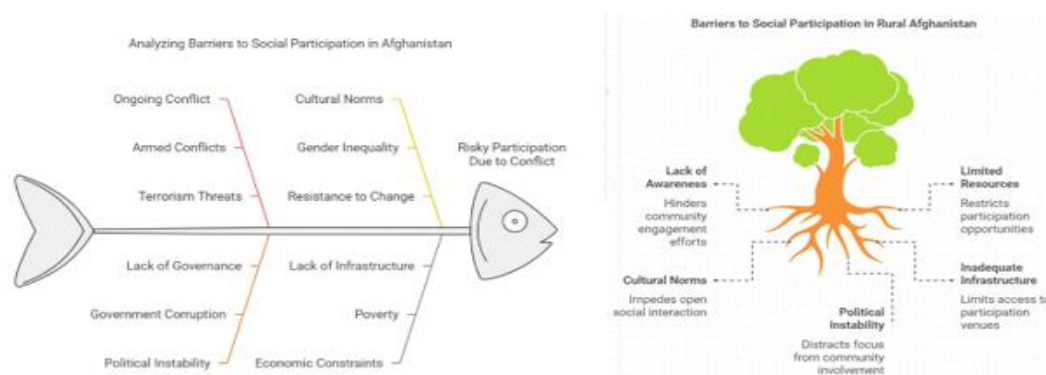 Analyzing Barriers to Social Participation in Afghanistan
Ongoing Conflict
Armed Conflicts
Terrorism Threats
Cultural Norms
Gender Inequality
Resistance to Change
Risky Participation
Due to Conflict
Lack of Governance
Government Corruption
Political Instability
Lack of Infrastructure
Poverty
Economic Constraints
Barriers to Social Participation in Rural Afghanistan
Lack of
Awareness
Hinders
community
engagement
efforts
Limited
Resources
Restricts
participation
opportunities
Cultural Norms
Impedes open
social interaction
Political
Instability
Distracts focus
from community
involvement
Inadequate
Infrastructure
Limits access to
participation
venues